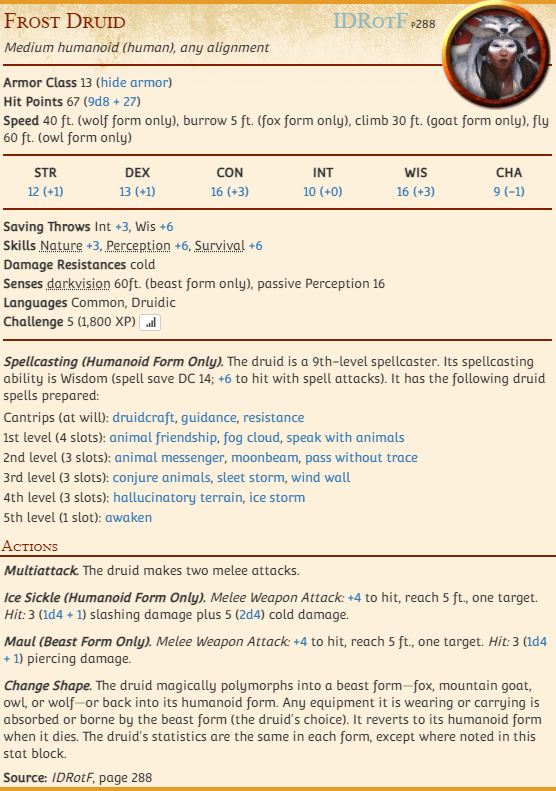 Frost Druid
IDRotF P288
Medium humanoid (human), any alignment
Armor Class 13 (hide armor)
Hit Points 67 (9d8 + 27)
Speed 40 ft. (wolf form only), burrow 5 ft. (fox form only), climb 30 ft. (goat form only), fly
60 ft. (owl form only)
STR DEX CON INT WIS CHA
12 (+1) 13 (+1) 16 (+3) 10 (+0) 16 (+3) 9 (−1)
Saving Throws Int +3, Wis +6
Skills Nature +3, Perception +6, Survival +6
Damage Resistances cold
Senses darkvision 60ft. (beast form only), passive Perception 16
Languages Common, Druidic
Challenge 5 (1,800 XP)
Spellcasting (Humanoid Form Only). The druid is a 9th-level spellcaster. Its spellcasting
ability is Wisdom (spell save DC 14; +6 to hit with spell attacks). It has the following druid
spells prepared:
Cantrips (at will): druidcraft, guidance, resistance
1st level (4 slots): animal friendship, fog cloud, speak with animals
2nd level (3 slots): animal messenger, moonbeam, pass without trace
3rd level (3 slots): conjure animals, sleet storm, wind wall
4th level (3 slots): hallucinatory terrain, ice storm
5th level (1 slot): awaken
Actions
Multiattack. The druid makes two melee attacks.
Ice Sickle (Humanoid Form Only). Melee Weapon Attack: +4 to hit, reach 5 ft., one target.
Hit: 3 (1d4 + 1) slashing damage plus 5 (2d4) cold damage.
Maul (Beast Form Only). Melee Weapon Attack: +4 to hit, reach 5 ft., one target. Hit: 3 (1d4
+ 1) piercing damage.
Change Shape. The druid magically polymorphs into a beast form—fox, mountain goat,
owl, or wolf—or back into its humanoid form. Any equipment it is wearing or carrying is
absorbed or borne by the beast form (the druid's choice). It reverts to its humanoid form
when it dies. The druid's statistics are the same in each form, except where noted in this
stat block.
Source: IDRotF, page 288